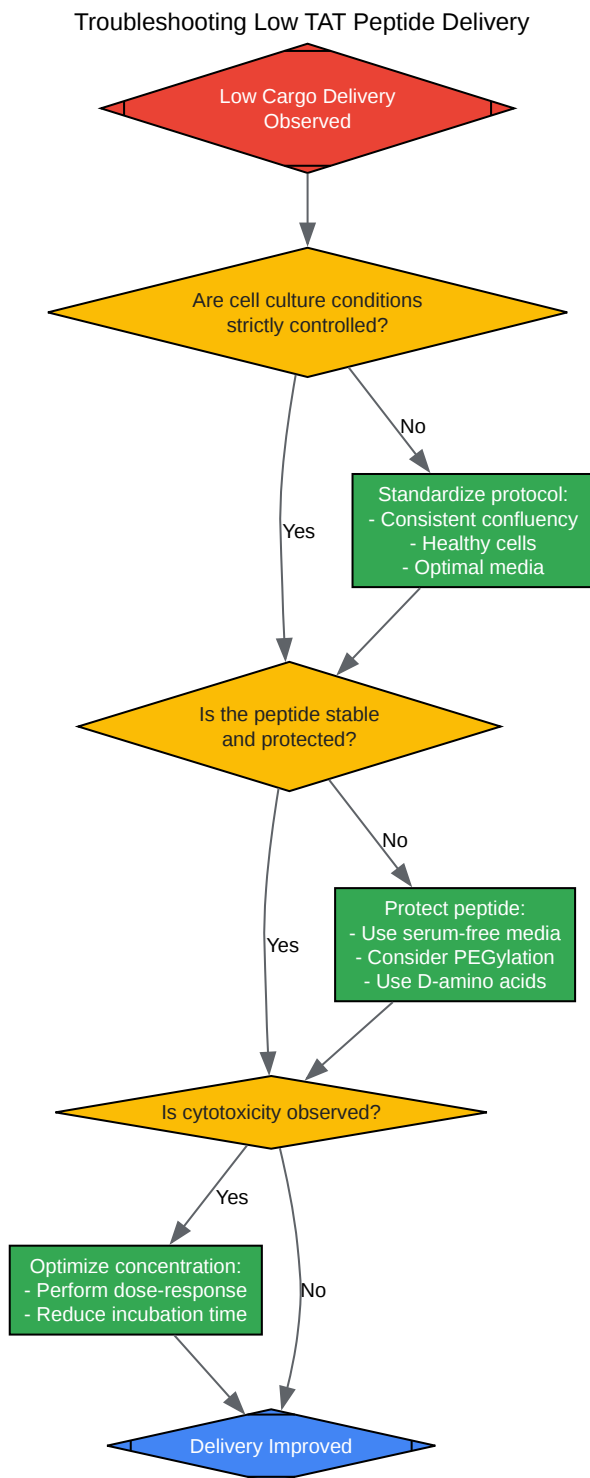 Troubleshooting Low TAT Peptide Delivery
Low Cargo Delivery
Observed
Are cell culture conditions
strictly controlled?
No
Standardize protocol:
- Consistent confluency
- Healthy cells
- Optimal media
Yes
Is the peptide stable
and protected?
No
Protect peptide:
- Use serum-free media
- Consider PEGylation
- Use D-amino acids
Yes
Is cytotoxicity observed?
Yes
Optimize concentration:
- Perform dose-response
- Reduce incubation time
No
Delivery Improved